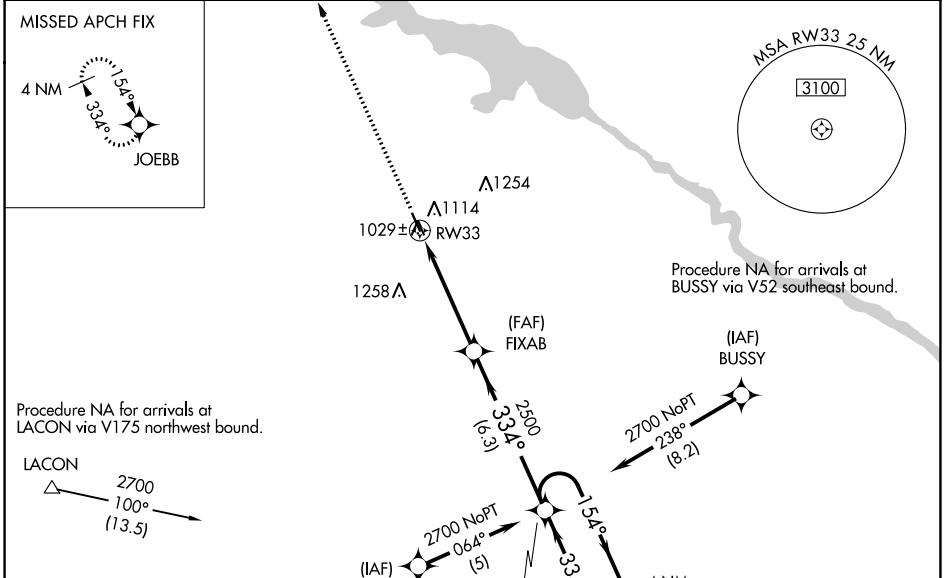 MISSED APCH FIX
4 NM
154°
334°
JOEBB
MSA RW33 25 NM
3100
1254
1114
1029±
RW33
1258
Procedure NA for arrivals at
BUSSY via V52 southeast bound.
(FAF)
FIXAB
(IAF)
BUSSY
2500
334°
(6.3)
2700 NoPT
238°
(8.2)
Procedure NA for arrivals at
LACON via V175 northwest bound.
LACON
2700
100°
(13.5)
2700 NoPT
064°
(5)
(IAF)
154°
33